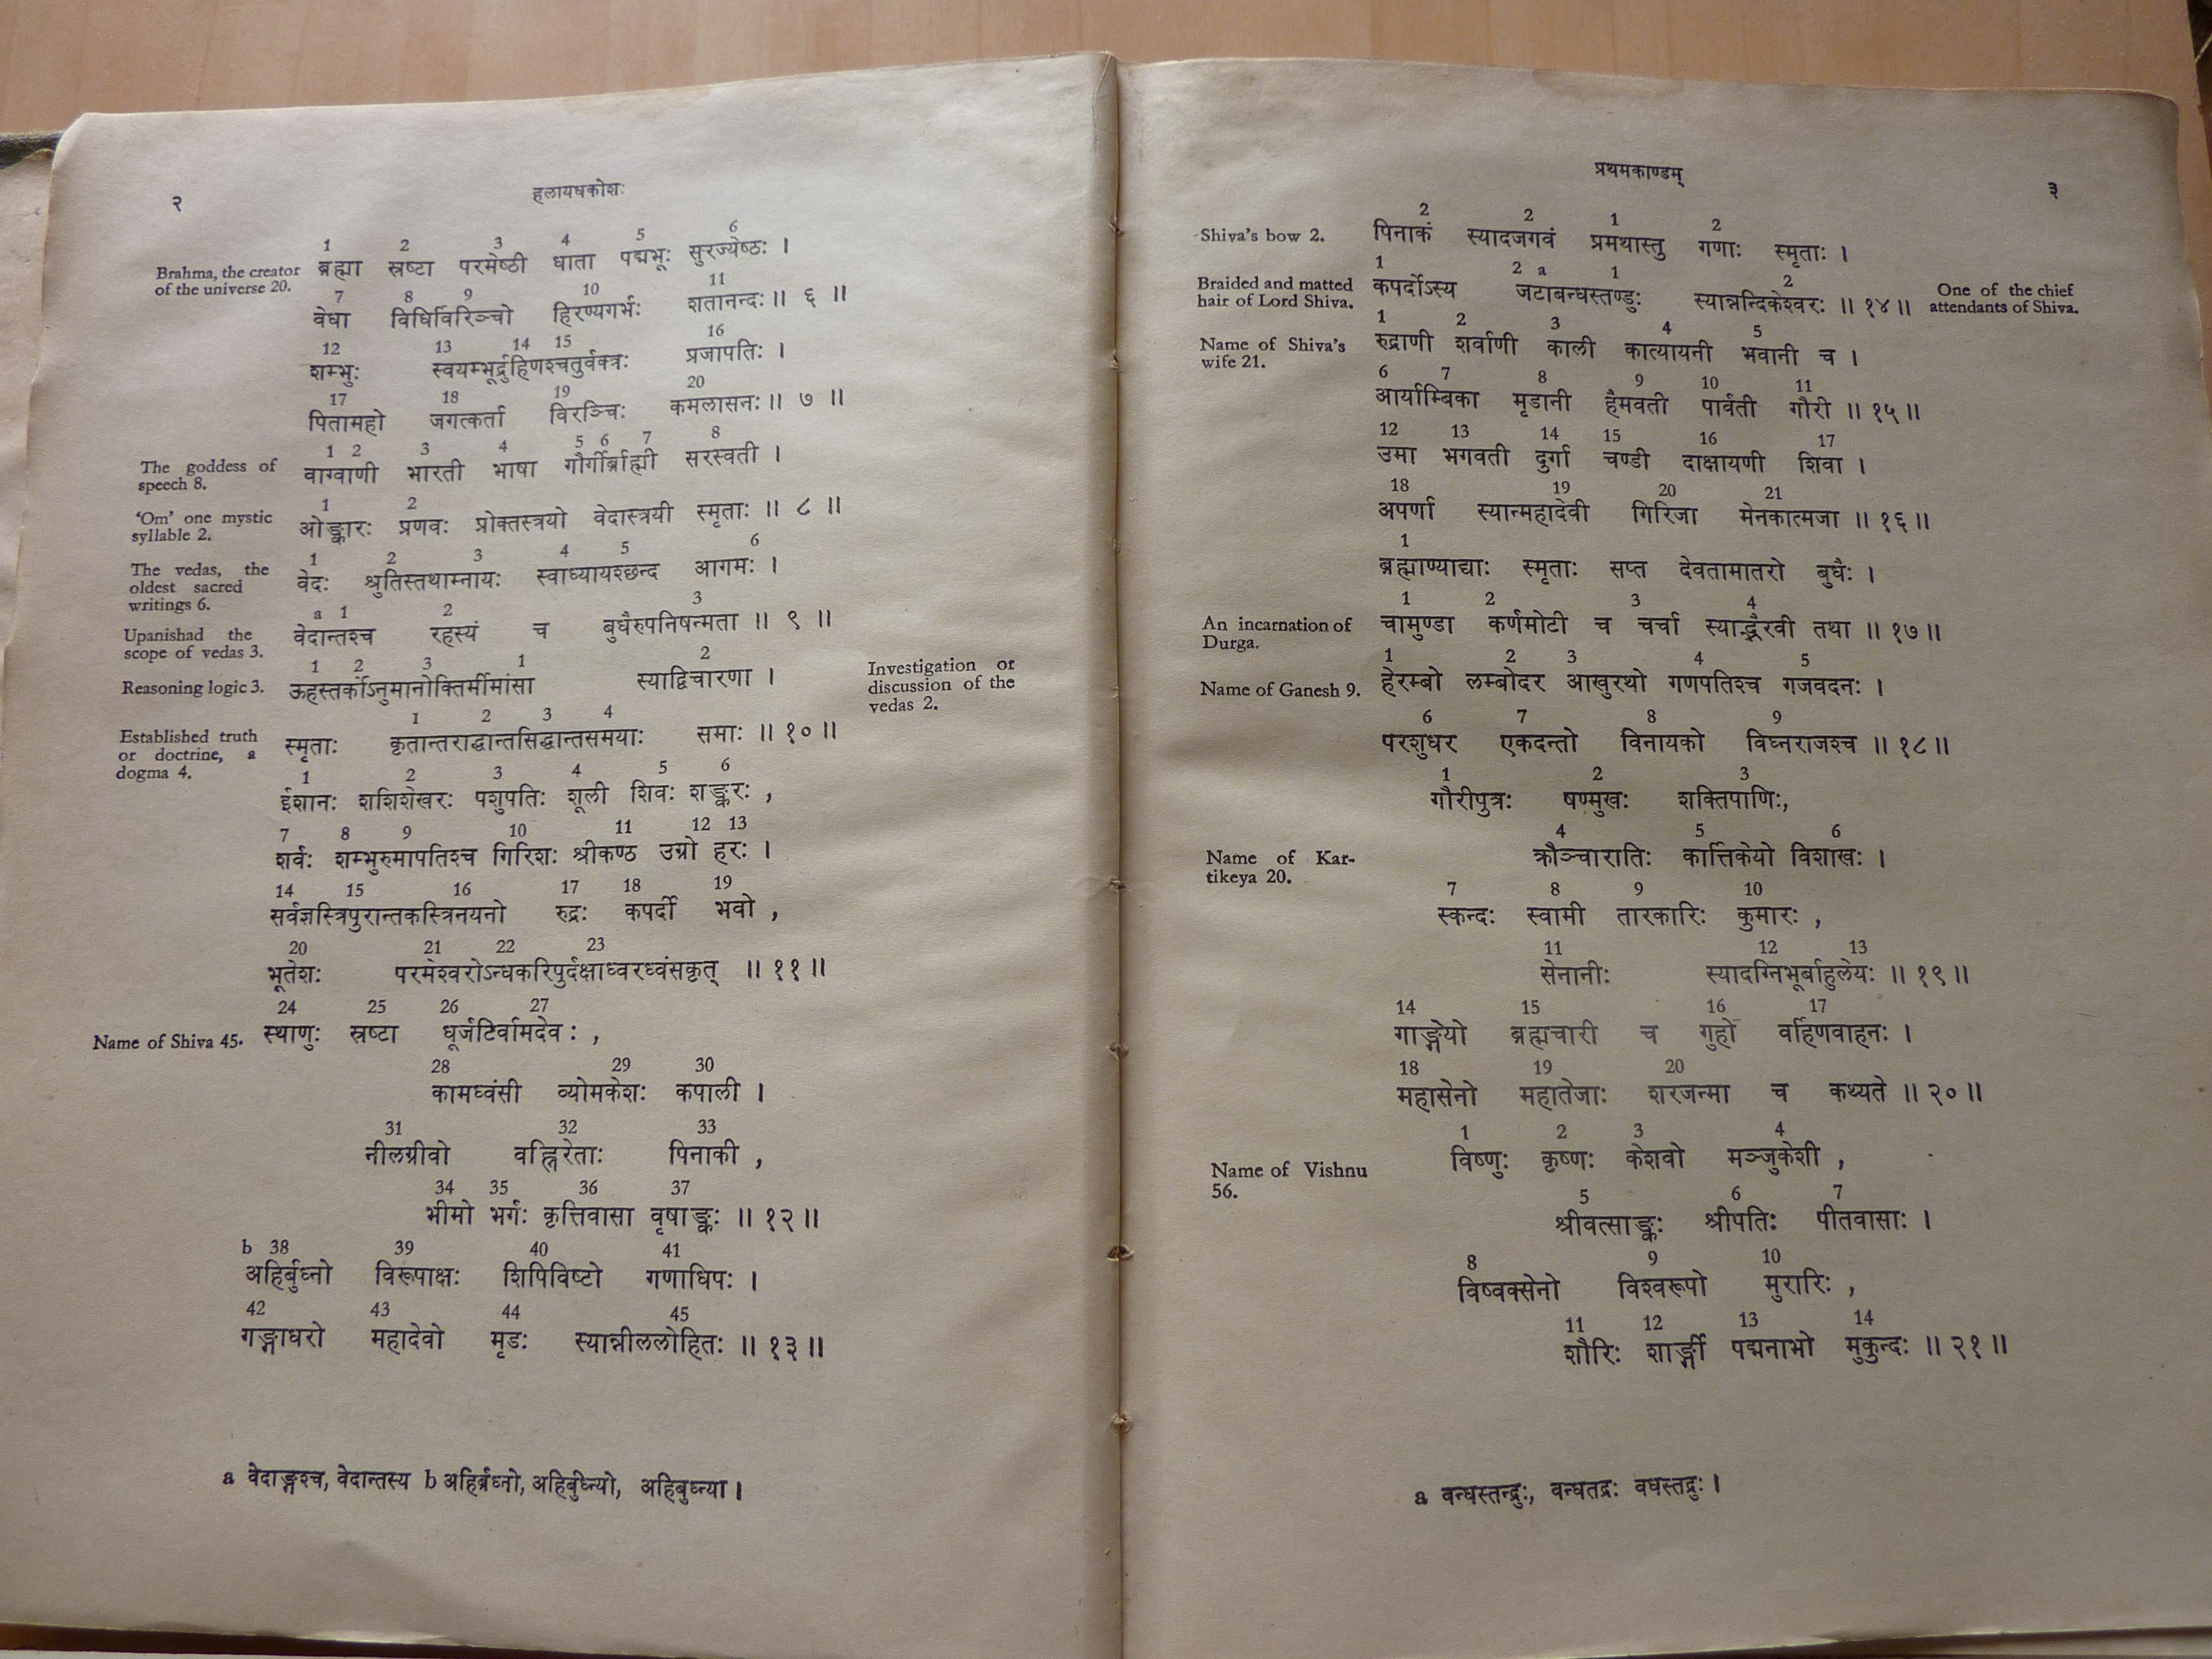 २
हलायधकोशः
1 2 3 4 5 6
Brahma, the creator of the universe 20.
ब्रह्मा स्रष्टा परमेष्ठी धाता पद्मभूः सुरज्येष्ठः ।
7 8 9 10 11
वेधा विधिर्विरिञ्चो हिरण्यगर्भः शतानन्दः ॥ ६ ॥
12 13 14 15 16
शम्भुः स्वयम्भूर्द्रुहिणश्चतुर्वक्त्रः प्रजापतिः ।
17 18 19 20
पितामहो जगत्कर्ता विरञ्चिः कमलासनः ॥ ७ ॥
1 2 3 4 5 6 7 8
The goddess of speech 8.
वाग्वाणी भारती भाषा गौर्गीर्ब्राह्मी सरस्वती ।
1 2
'Om' one mystic syllable 2.
ओङ्कारः प्रणवः प्रोक्तस्त्रयो वेदास्त्रयी स्मृताः ॥ ८ ॥
1 2 3 4 5 6
The vedas, the oldest sacred writings 6.
वेदः श्रुतिस्तथाम्नायः स्वाध्यायश्छन्द आगमः ।
a 1 2 3
Upanishad the scope of vedas 3.
वेदान्तश्च रहस्यं च बुधैरुपनिषन्मता ॥ ९ ॥
1 2 3 1 2
Reasoning logic 3.
ऊहस्तर्कोऽनुमानोक्तिर्मीमांसा स्याद्विचारणा ।
Investigation or discussion of the vedas 2.
1 2 3 4
Established truth or doctrine, a dogma 4.
स्मृताः कृतान्तराद्धान्तसिद्धान्तसमयाः समाः ॥ १० ॥
1 2 3 4 5 6
ईशानः शशिशेखरः पशुपतिः शूली शिवः शङ्करः ,
7 8 9 10 11 12 13
शर्वः शम्भुरुमापतिश्च गिरिशः श्रीकण्ठ उग्रो हरः ।
14 15 16 17 18 19
सर्वज्ञस्त्रिपुरान्तकस्त्रिनयनो रुद्रः कपर्दी भवो ,
20 21 22 23
भूतेशः परमेश्वरोऽन्धकरिपुर्दक्षाध्वरध्वंसकृत् ॥ ११ ॥
24 25 26 27
Name of Shiva 45.
स्थाणुः स्रष्टा धूर्जटिर्वामदेवः ,
28 29 30
कामध्वंसी व्योमकेशः कपाली ।
31 32 33
नीलग्रीवो वह्निरेताः पिनाकी ,
34 35 36 37
भीमो भर्गः कृत्तिवासा वृषाङ्कः ॥ १२ ॥
b 38 39 40 41
अहिर्बुध्नो विरूपाक्षः शिपिविष्टो गणाधिपः ।
42 43 44 45
गङ्गाधरो महादेवो मृडः स्यान्नीललोहितः ॥ १३ ॥
a वेदाङ्गश्च, वेदान्तस्य b अहिर्ब्रध्नो, अहिर्बुध्न्यो, अहिबुध्न्या ।
प्रथमकाण्डम्
३
2 2 1 2
Shiva's bow 2.
पिनाकं स्यादजगवं प्रमथास्तु गणाः स्मृताः ।
1 2 a 1 2
Braided and matted hair of Lord Shiva.
कपर्दोऽस्य जटाबन्धस्तण्डुः स्यान्नन्दिकेश्वरः ॥ १४ ॥
One of the chief attendants of Shiva.
1 2 3 4 5
Name of Shiva's wife 21.
रुद्राणी शर्वाणी काली कात्यायनी भवानी च ।
6 7 8 9 10 11
आर्याम्बिका मृडानी हैमवती पार्वती गौरी ॥ १५ ॥
12 13 14 15 16 17
उमा भगवती दुर्गा चण्डी दाक्षायणी शिवा ।
18 19 20 21
अपर्णा स्यान्महादेवी गिरिजा मेनकात्मजा ॥ १६ ॥
1
ब्रह्माण्याद्याः स्मृताः सप्त देवतामातरो बुधैः ।
1 2 3 4
An incarnation of Durga.
चामुण्डा कर्णमोटी च चर्चा स्याद्भैरवी तथा ॥ १७ ॥
1 2 3 4 5
Name of Ganesh 9.
हेरम्बो लम्बोदर आखुरथो गणपतिश्च गजवदनः ।
6 7 8 9
परशुधर एकदन्तो विनायको विघ्नराजश्च ॥ १८ ॥
1 2 3
गौरीपुत्रः षण्मुखः शक्तिपाणिः,
4 5 6
Name of Kartikeya 20.
क्रौञ्चारातिः कार्त्तिकेयो विशाखः ।
7 8 9 10
स्कन्दः स्वामी तारकारिः कुमारः ,
11 12 13
सेनानीः स्यादग्निभूर्बाहुलेयः ॥ १९ ॥
14 15 16 17
गाङ्गेयो ब्रह्मचारी च गुहो वर्हिणवाहनः ।
18 19 20
महासेनो महातेजाः शरजन्मा च कथ्यते ॥ २० ॥
1 2 3 4
Name of Vishnu 56.
विष्णुः कृष्णः केशवो मञ्जुकेशी ,
5 6 7
श्रीवत्साङ्कः श्रीपतिः पीतवासाः ।
8 9 10
विष्वक्सेनो विश्वरूपो मुरारिः ,
11 12 13 14
शौरिः शार्ङ्गी पद्मनाभो मुकुन्दः ॥ २१ ॥
a वन्धस्तन्द्रुः, वन्धतद्रः वधस्तद्रुः ।